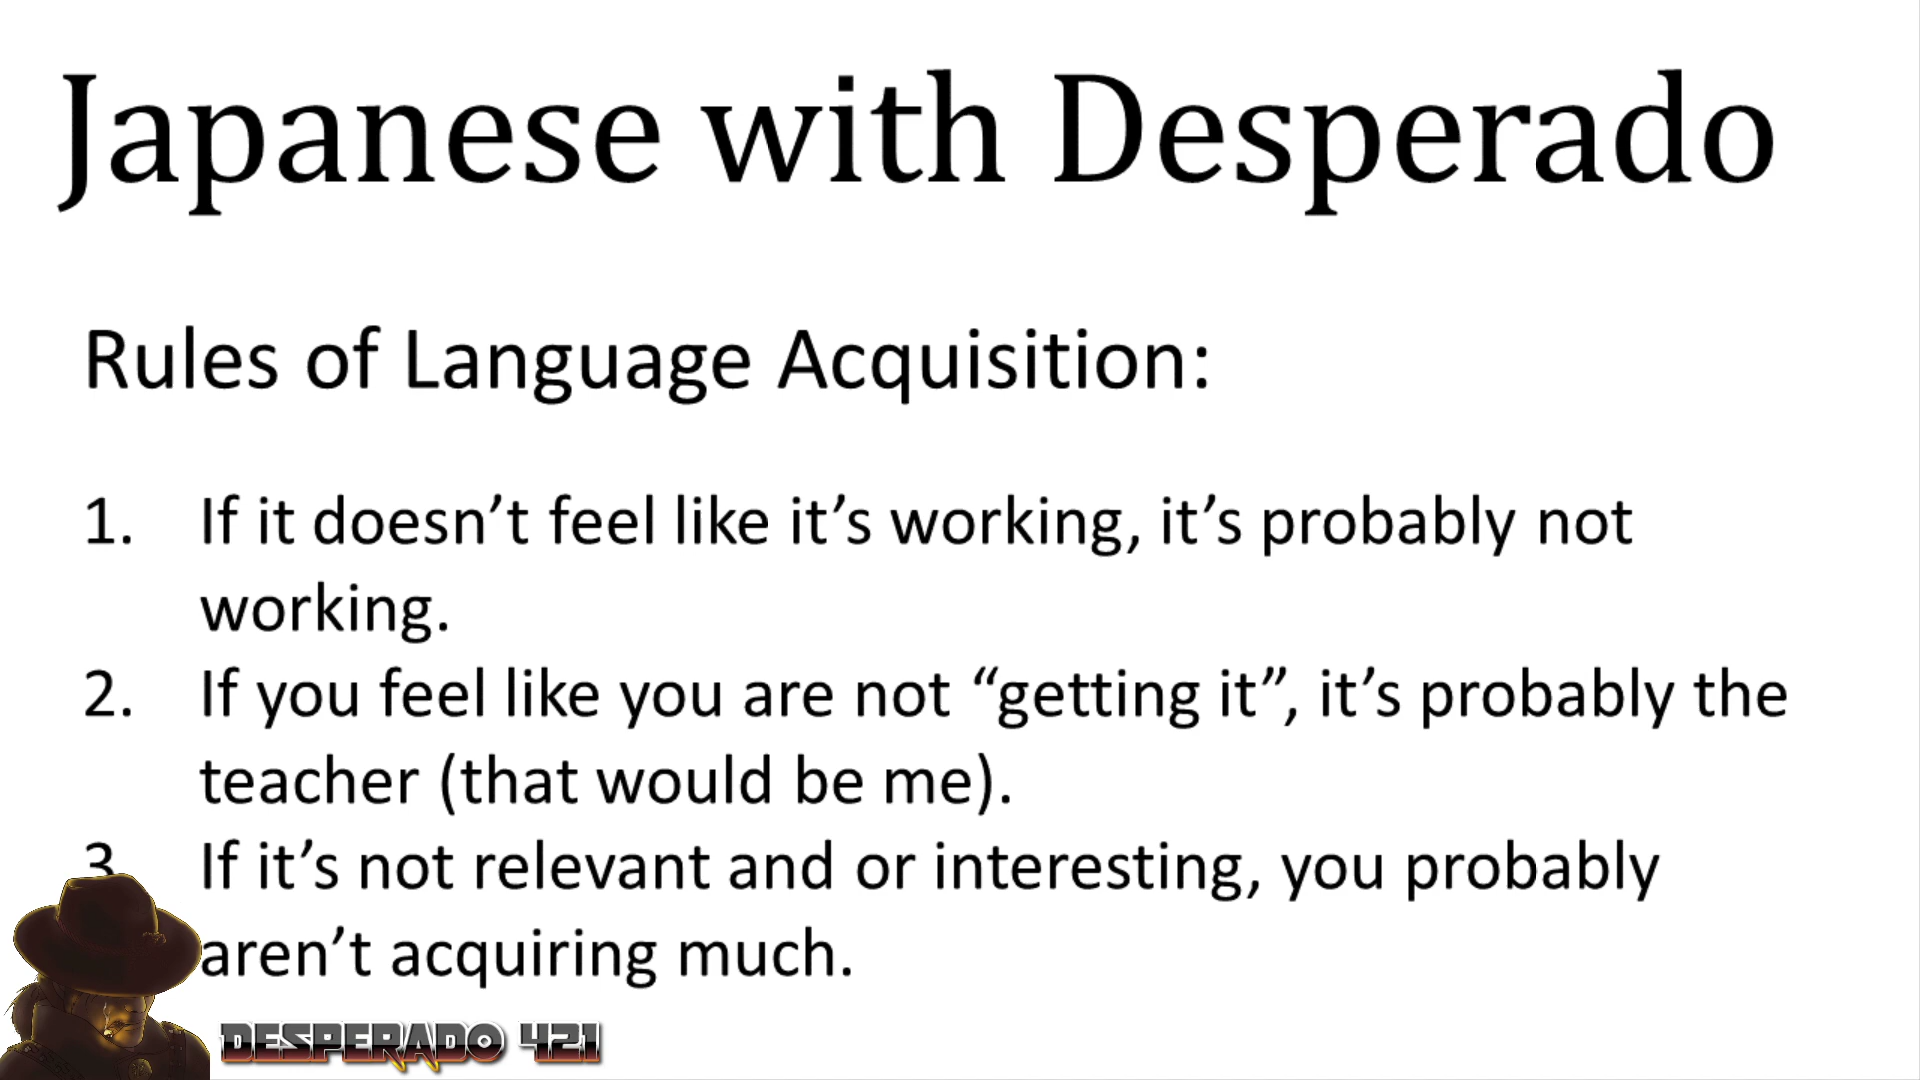 Japanese with Desperado
Rules of Language Acquisition:
1. If it doesn’t feel like it’s working, it’s probably not
working.
2. If you feel like you are not “getting it”, it’s probably the
teacher (that would be me).
3 If it’s not relevant and or interesting, you probably
aren’t acquiring much.
DESPERADO 421